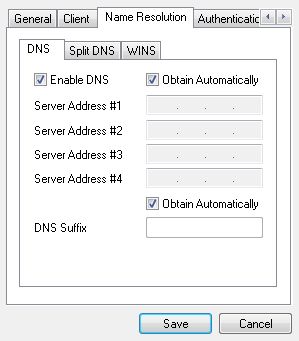 General Client Name Resolution Authentication
DNS Split DNS WINS
Enable DNS Obtain Automatically
Server Address #1 . . .
Server Address #2 . . .
Server Address #3 . . .
Server Address #4 . . .
Obtain Automatically
DNS Suffix
Save Cancel